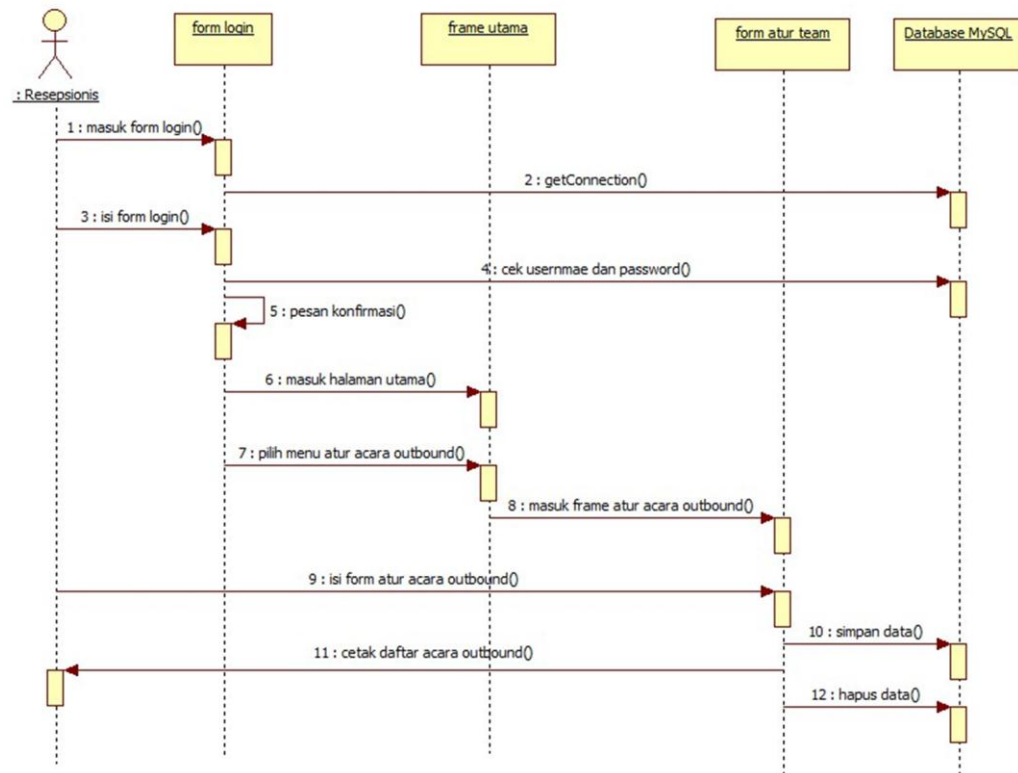 form login
frame utama
form atur team
Database MySQL
: Resepsionis
1 : masuk form login()
2 : getConnection()
3 : isi form login()
4 : cek usernmae dan password()
5 : pesan konfirmasi()
6 : masuk halaman utama()
7 : pilih menu atur acara outbound()
8 : masuk frame atur acara outbound()
9 : isi form atur acara outbound()
10 : simpan data()
11 : cetak daftar acara outbound()
12 : hapus data()